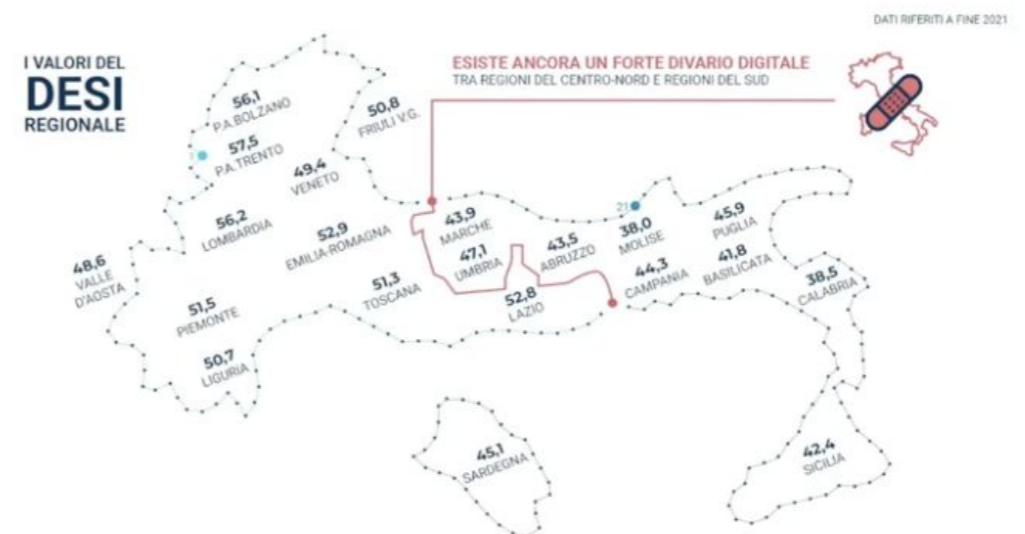 DATI RIFERITI A FINE 2021
I VALORI DEL
DESI
REGIONALE
ESISTE ANCORA UN FORTE DIVARIO DIGITALE
TRA REGIONI DEL CENTRO-NORD E REGIONI DEL SUD
56,1
P.A.BOLZANO
50,8
FRIULI V.G.
57,5
P.A.TRENTO
49,4
VENETO
56,2
LOMBARDIA
52,9
EMILIA-ROMAGNA
48,6
VALLE
D'AOSTA
51,5
PIEMONTE
50,7
LIGURIA
51,3
TOSCANA
43,9
MARCHE
47,1
UMBRIA
52,8
LAZIO
43,5
ABRUZZO
21
38,0
MOLISE
44,3
CAMPANIA
45,9
PUGLIA
41,8
BASILICATA
38,5
CALABRIA
45,1
SARDEGNA
42,4
SICILIA